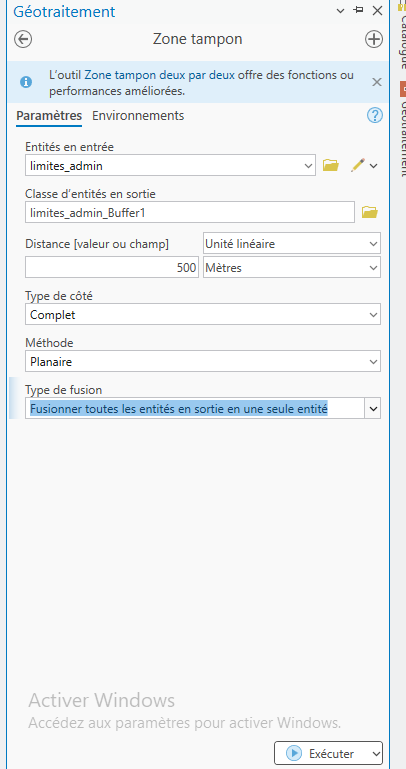 Géotraitement
Zone tampon
L'outil Zone tampon deux par deux offre des fonctions ou
performances améliorées.
Paramètres Environnements
Entités en entrée
limites_admin
Classe d'entités en sortie
limites_admin_Buffer1
Distance [valeur ou champ]
Unité linéaire
500
Mètres
Type de côté
Complet
Méthode
Planaire
Type de fusion
Fusionner toutes les entités en sortie en une seule entité
Activer Windows
Accédez aux paramètres pour activer Windows.
Exécuter
Catalogue
Géotraitement